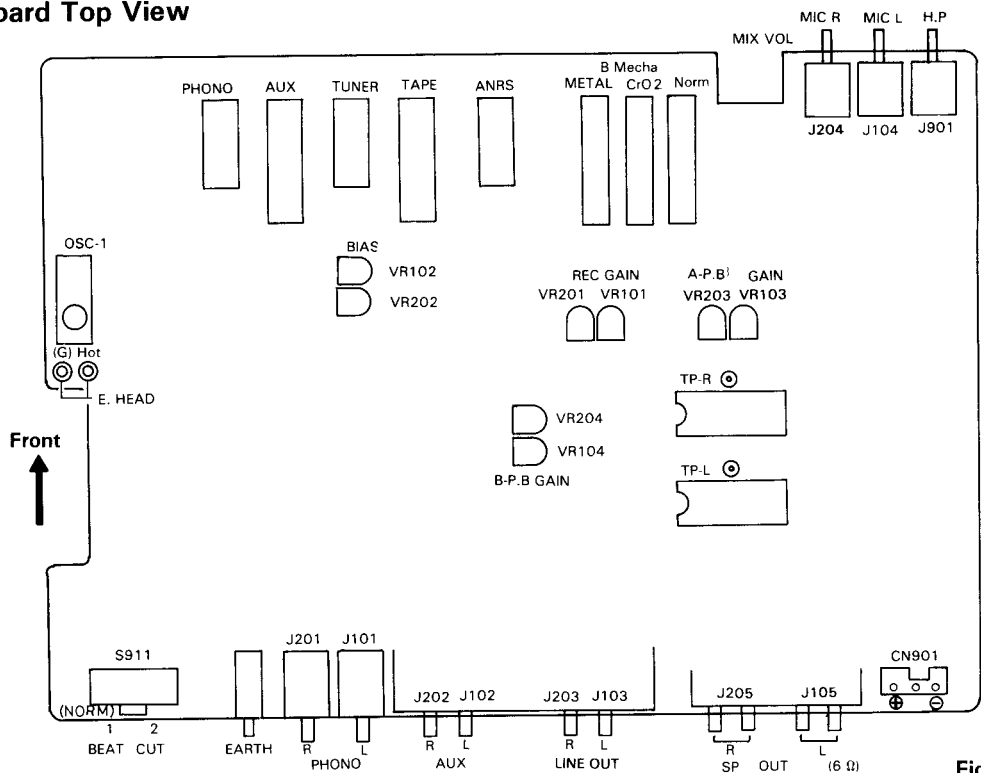 oard Top View
MIC R MIC L H.P
MIX VOL
B Mecha
PHONO AUX TUNER TAPE ANRS METAL CrO2 Norm
J204 J104 J901
OSC-1
BIAS
VR102
VR202
REC GAIN A-P.B GAIN
VR201 VR101 VR203 VR103
(G) Hot
E. HEAD
TP-R
Front
VR204
VR104
B-P.B GAIN
TP-L
S911 J201 J101 CN901
J202 J102 J203 J103 J205 J105
(NORM)
1 2
⊕ ⊖
BEAT CUT EARTH R L R L R L R L
PHONO AUX LINE OUT SP OUT (6 Ω)
Fig